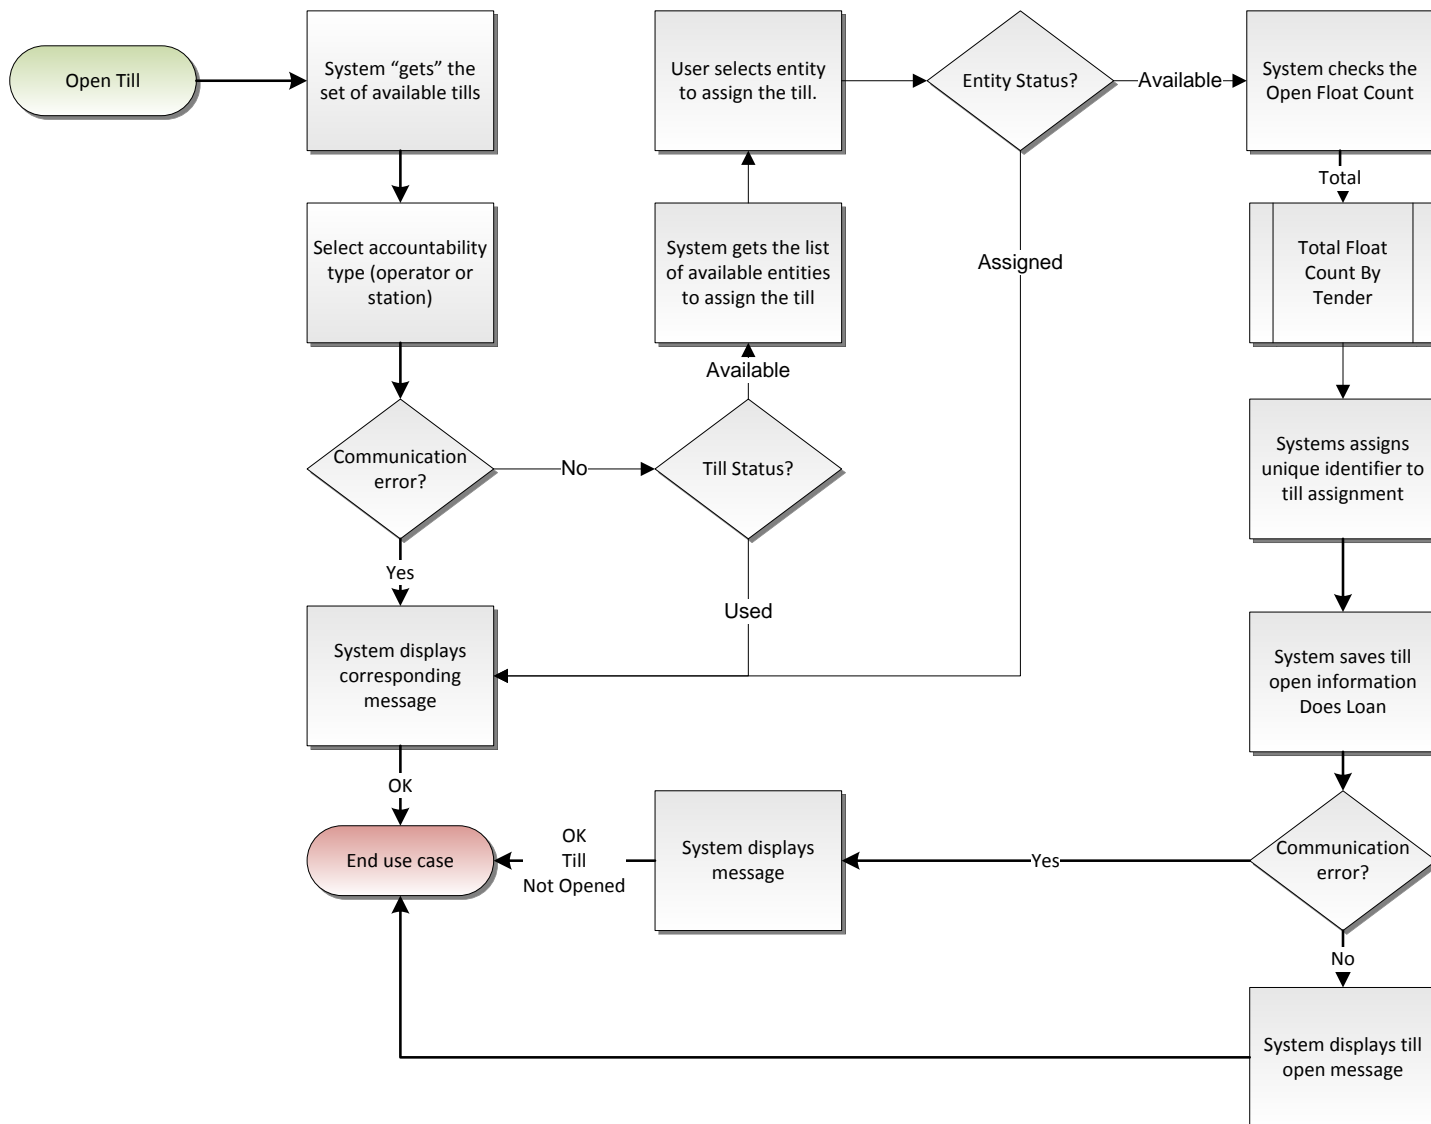 Open Till
System “gets” the
set of available tills
User selects entity
to assign the till.
Entity Status?
Available
System checks the
Open Float Count
Total
Select accountability
type (operator or
station)
System gets the list
of available entities
to assign the till
Assigned
Total Float
Count By
Tender
Available
Communication
error?
No
Till Status?
Systems assigns
unique identifier to
till assignment
Yes
Used
System displays
corresponding
message
System saves till
open information
Does Loan
OK
End use case
OK
Till
Not Opened
System displays
message
Yes
Communication
error?
No
System displays till
open message